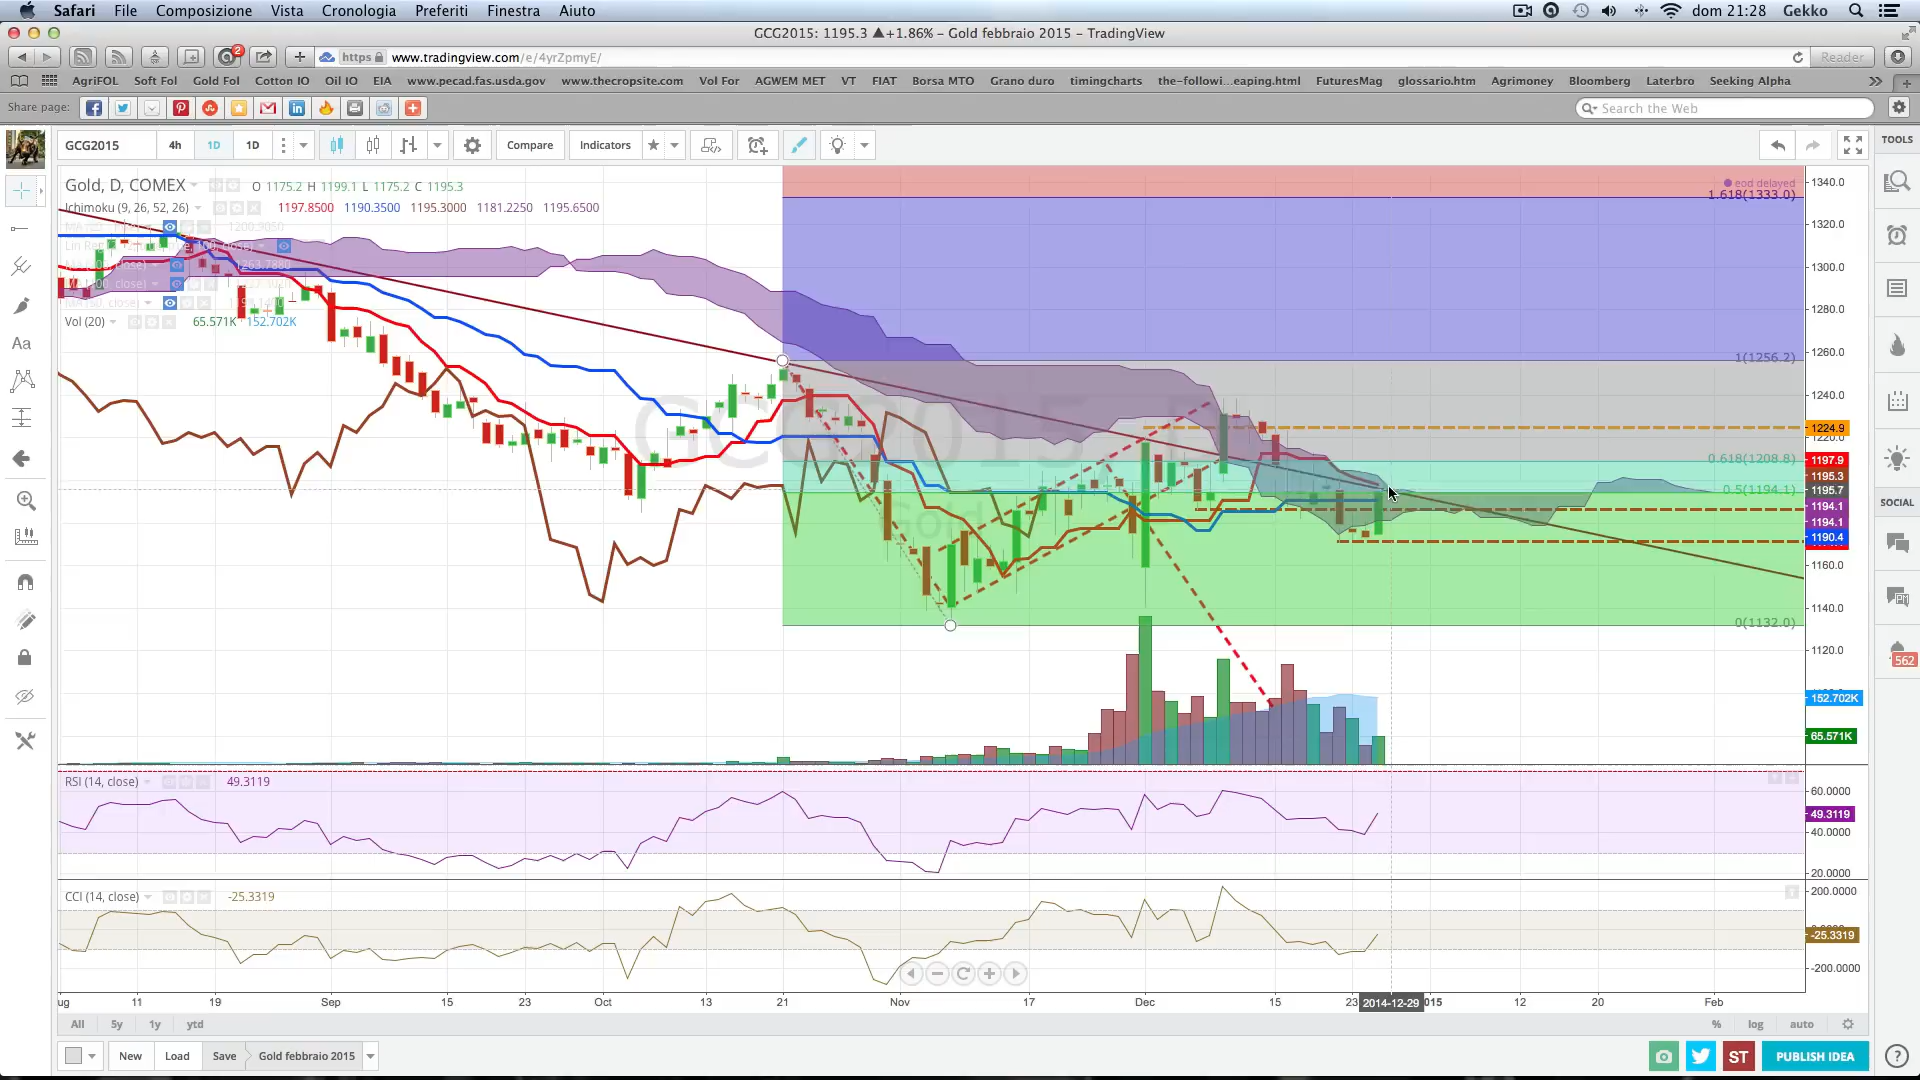 Safari File Composizione Vista Cronologia Preferiti Finestra Aiuto dom 21:28 Gekko
GCG2015: 1195.3 ▲+1.86% – Gold febbraio 2015 – TradingView
https www.tradingview.com/e/4yrZpmyE/ Reader
2
AgriFOL Soft Fol Gold Fol Cotton IO Oil IO EIA www.pecad.fas.usda.gov www.thecropsite.com Vol For AGWEM MET VT FIAT Borsa MTO Grano duro timingcharts the-followi...eaping.html FuturesMag glossario.htm Agrimoney Bloomberg Laterbro Seeking Alpha
Share page: Search the Web
GCG2015 4h 1D 1D Compare Indicators TOOLS
Gold, D, COMEX O 1175.2 H 1199.1 L 1175.2 C 1195.3
eod delayed
1.618(1333.0)
Ichimoku (9, 26, 52, 26) 1197.8500 1190.3500 1195.3000 1181.2250 1195.6500
Vol (20) 65.571K 152.702K
1340.0
1320.0
1300.0
1280.0
1260.0
1(1256.2)
1240.0
1224.9
1220.0
0.618(1208.8)
1197.9
1195.3
1195.7
0.5(1194.1)
1194.1
1194.1
1190.4
GCG2015, D
Gold
1160.0
1140.0
0(1132.0)
1120.0
SOCIAL
562
152.702K
65.571K
RSI (14, close) 49.3119
60.0000
49.3119
40.0000
20.0000
CCI (14, close) -25.3319
200.0000
-25.3319
-200.0000
ug 11 19 Sep 15 23 Oct 13 21 Nov 17 Dec 15 23 2014-12-29 015 12 20 Feb
All 5y 1y ytd % log auto
New Load Save Gold febbraio 2015 ST PUBLISH IDEA